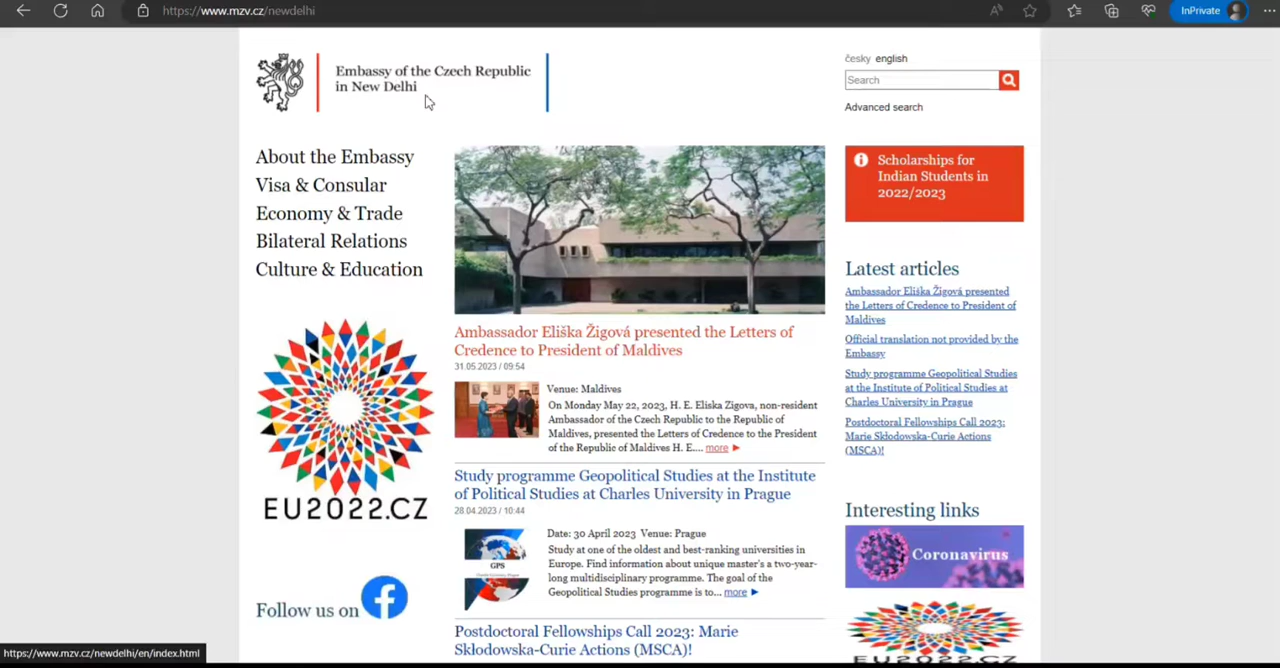 https://www.mzv.cz/newdelhi
InPrivate
Embassy of the Czech Republic
in New Delhi
česky english
Search
Advanced search
About the Embassy
Visa & Consular
Economy & Trade
Bilateral Relations
Culture & Education
EU2022.CZ
Follow us on
Ambassador Eliška Žigová presented the Letters of
Credence to President of Maldives
31.05.2023 / 09:54
Venue: Maldives
On Monday May 22, 2023, H. E. Eliska Zigova, non-resident
Ambassador of the Czech Republic to the Republic of
Maldives, presented the Letters of Credence to the President
of the Republic of Maldives H. E.... more
Study programme Geopolitical Studies at the Institute
of Political Studies at Charles University in Prague
28.04.2023 / 10:44
GPS
Date: 30 April 2023 Venue: Prague
Study at one of the oldest and best-ranking universities in
Europe. Find information about unique master's a two-year-
long multidisciplinary programme. The goal of the
Geopolitical Studies programme is to... more
Postdoctoral Fellowships Call 2023: Marie
Skłodowska-Curie Actions (MSCA)!
Scholarships for
Indian Students in
2022/2023
Latest articles
Ambassador Eliška Žigová presented
the Letters of Credence to President of
Maldives
Official translation not provided by the
Embassy
Study programme Geopolitical Studies
at the Institute of Political Studies at
Charles University in Prague
Postdoctoral Fellowships Call 2023:
Marie Skłodowska-Curie Actions
(MSCA)!
Interesting links
Coronavirus
EU2022.CZ
https://www.mzv.cz/newdelhi/en/index.html